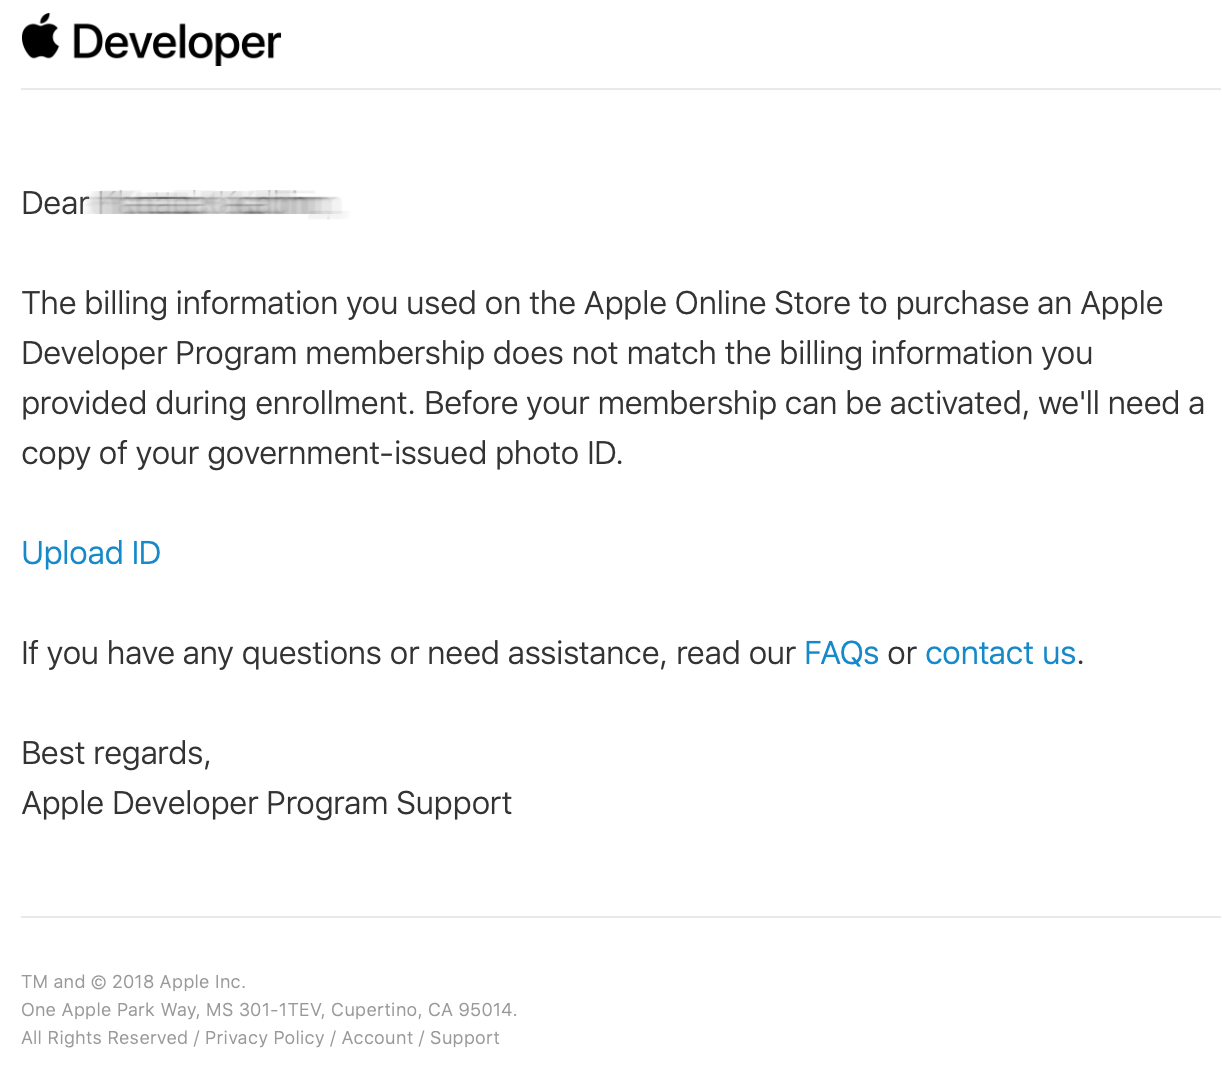 Developer
Dear
The billing information you used on the Apple Online Store to purchase an Apple
Developer Program membership does not match the billing information you
provided during enrollment. Before your membership can be activated, we'll need a
copy of your government-issued photo ID.
Upload ID
If you have any questions or need assistance, read our FAQs or contact us.
Best regards,
Apple Developer Program Support
TM and © 2018 Apple Inc.
One Apple Park Way, MS 301-1TEV, Cupertino, CA 95014.
All Rights Reserved / Privacy Policy / Account / Support